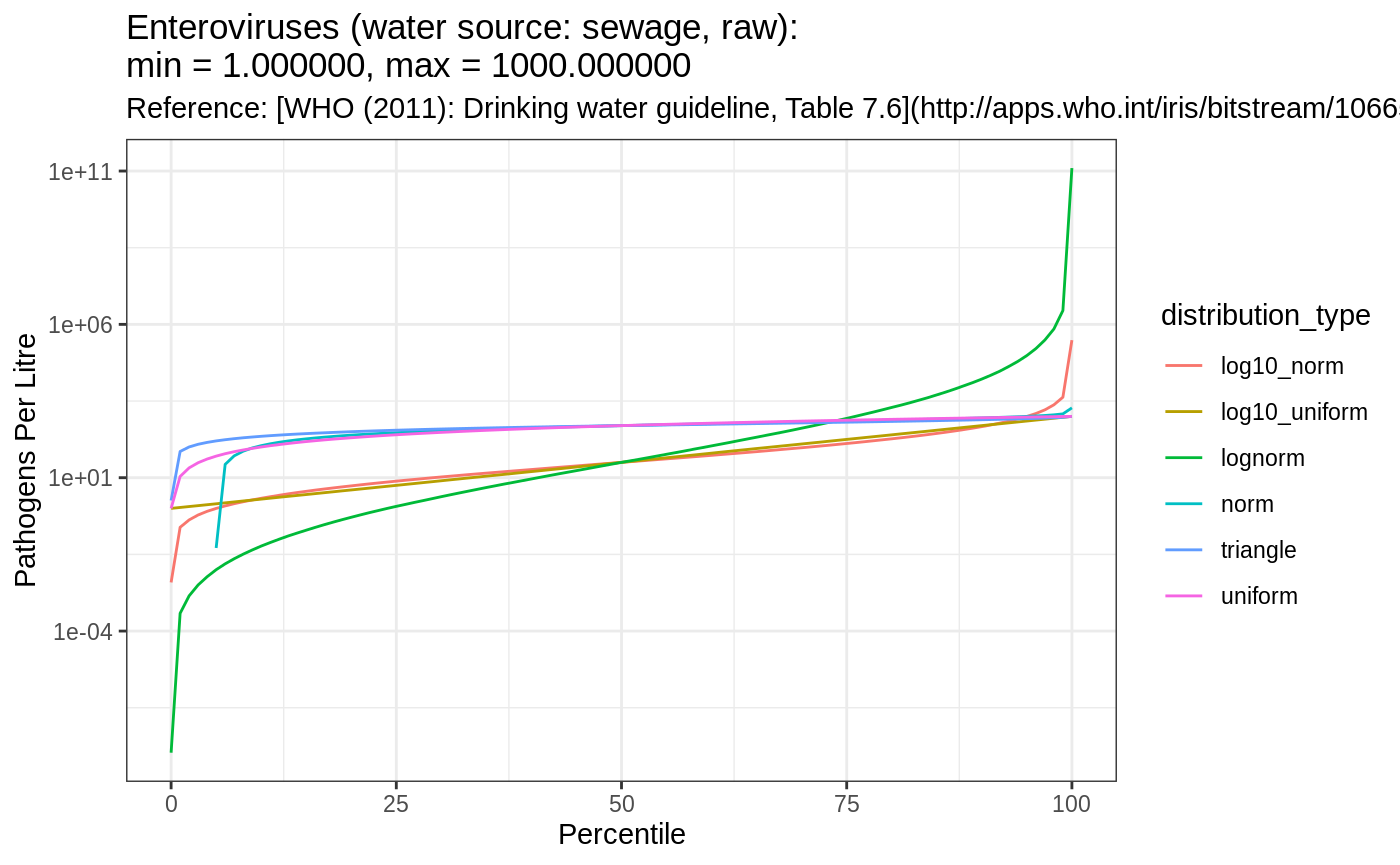 Enteroviruses (water source: sewage, raw):
min = 1.000000, max = 1000.000000
Reference: [WHO (2011): Drinking water guideline, Table 7.6](http://apps.who.int/iris/bitstream/1066
Pathogens Per Litre
1e+11
1e+06
1e+01
1e-04
0 25 50 75 100
Percentile
distribution_type
log10_norm
log10_uniform
lognorm
norm
triangle
uniform